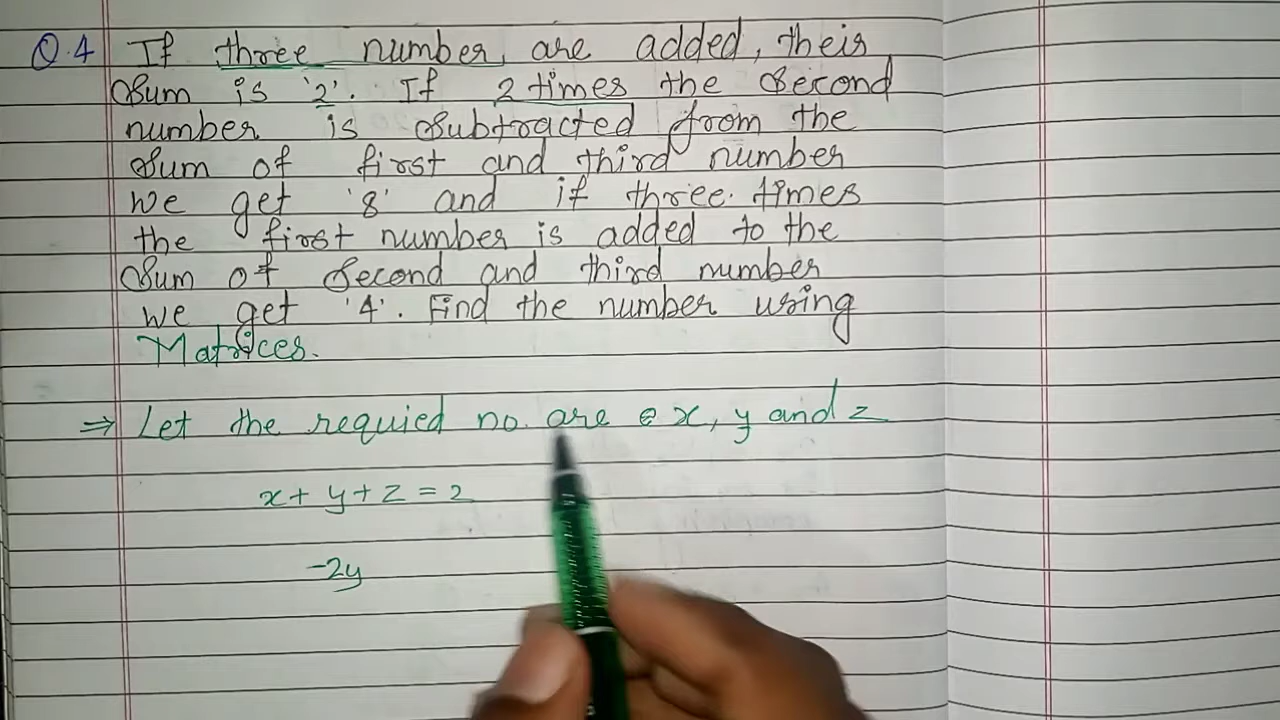 Q.4 If three number are added, theis
Sum is '2'. If 2 times the Second
number is Subtracted from the
Sum of first and third number
we get '8' and if three times
the first number is added to the
Sum of Second and third number
we get '4'. Find the number using
Matrices.
⇒ Let the requied no. are x, y and z
x + y + z = 2
-2y